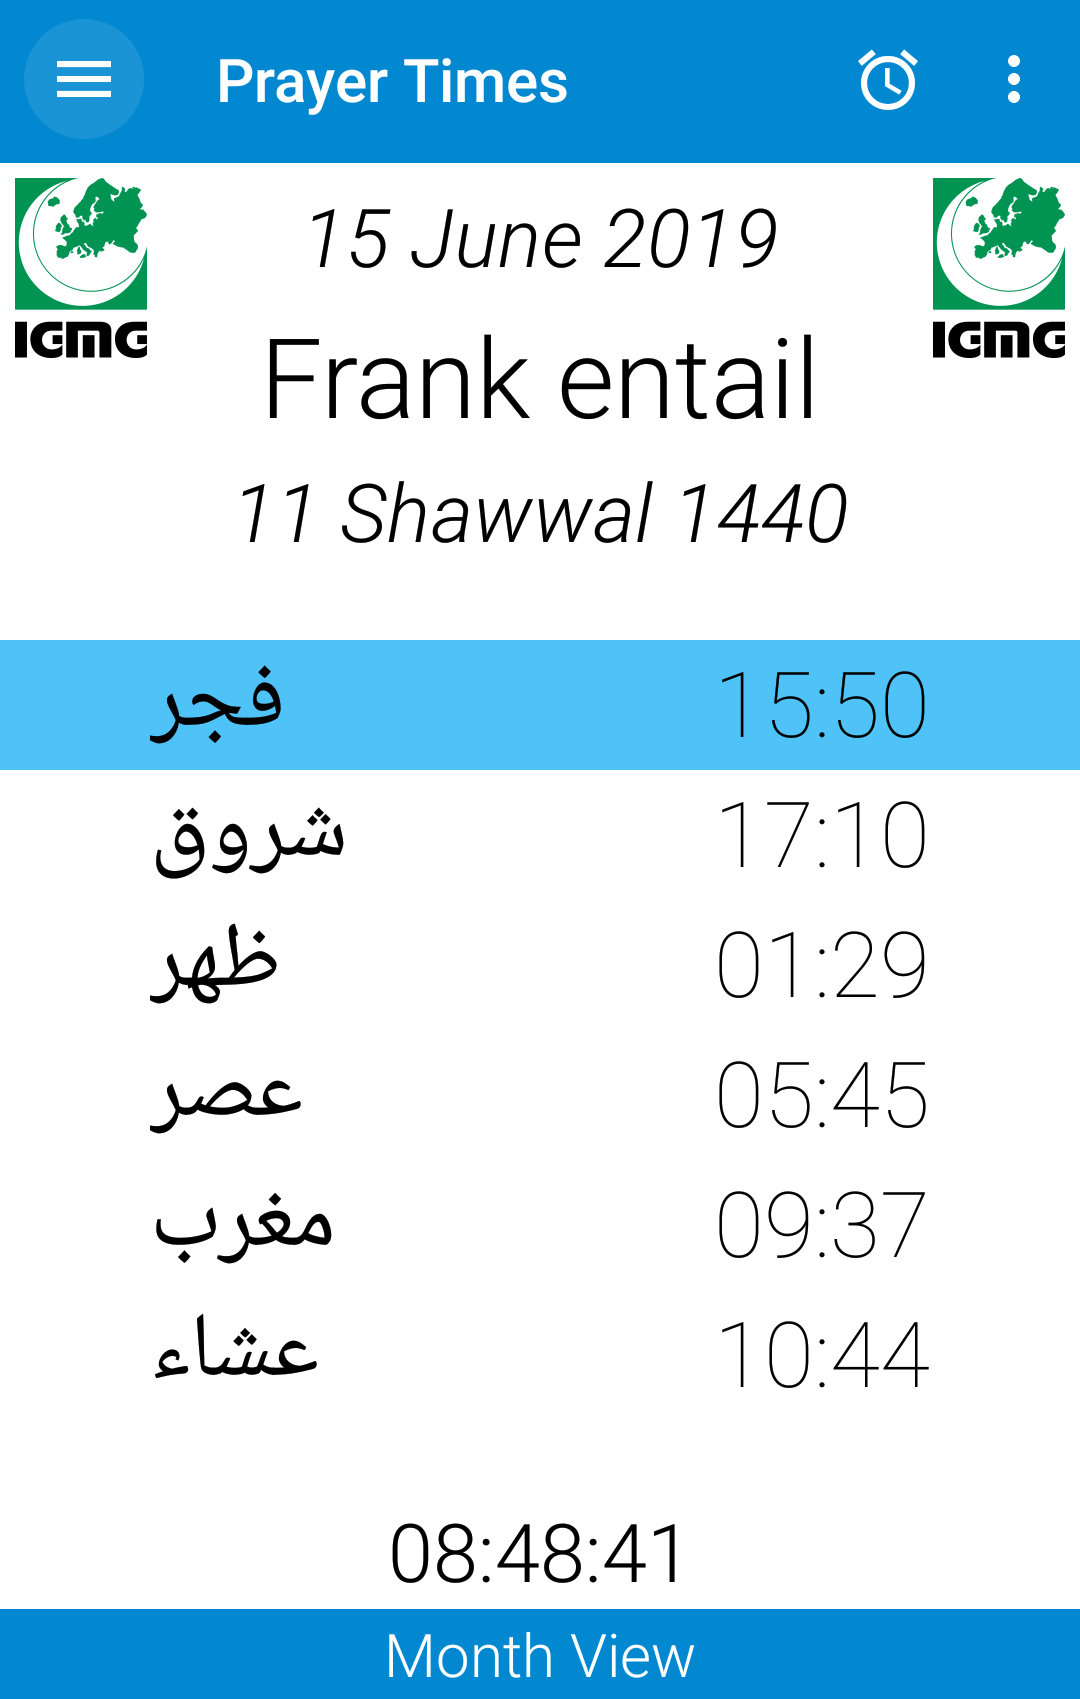 Prayer Times
15 June 2019
IGMG
IGMG
Frank entail
11 Shawwal 1440
فجر 15:50
شروق 17:10
ظهر 01:29
عصر 05:45
مغرب 09:37
عشاء 10:44
08:48:41
Month View